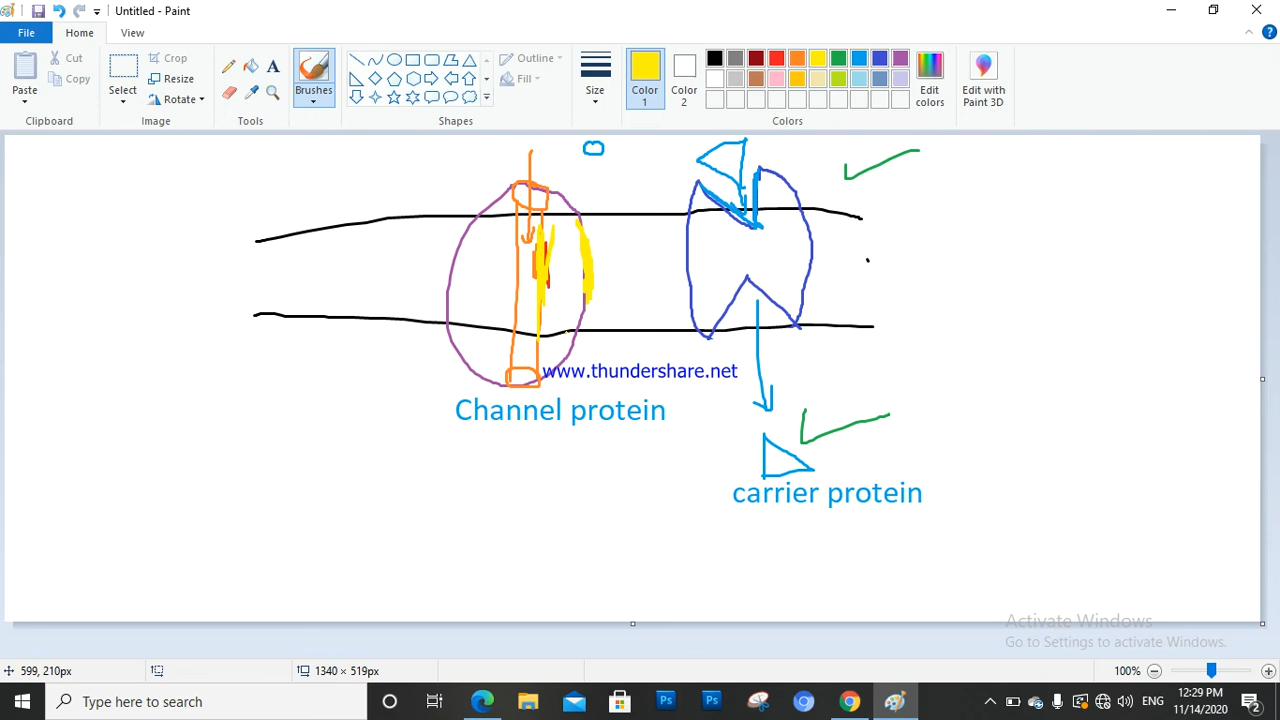 Untitled - Paint
File
Home
View
Paste
Cut
Copy
Clipboard
Select
Crop
Resize
Rotate
Image
A
Tools
Brushes
Shapes
Outline
Fill
Size
Color 1
Color 2
Edit colors
Edit with Paint 3D
Colors
www.thundershare.net
Channel protein
carrier protein
Activate Windows
Go to Settings to activate Windows.
599, 210px
1340 × 519px
100%
Type here to search
Ps
Ps
ENG
12:29 PM
11/14/2020
2